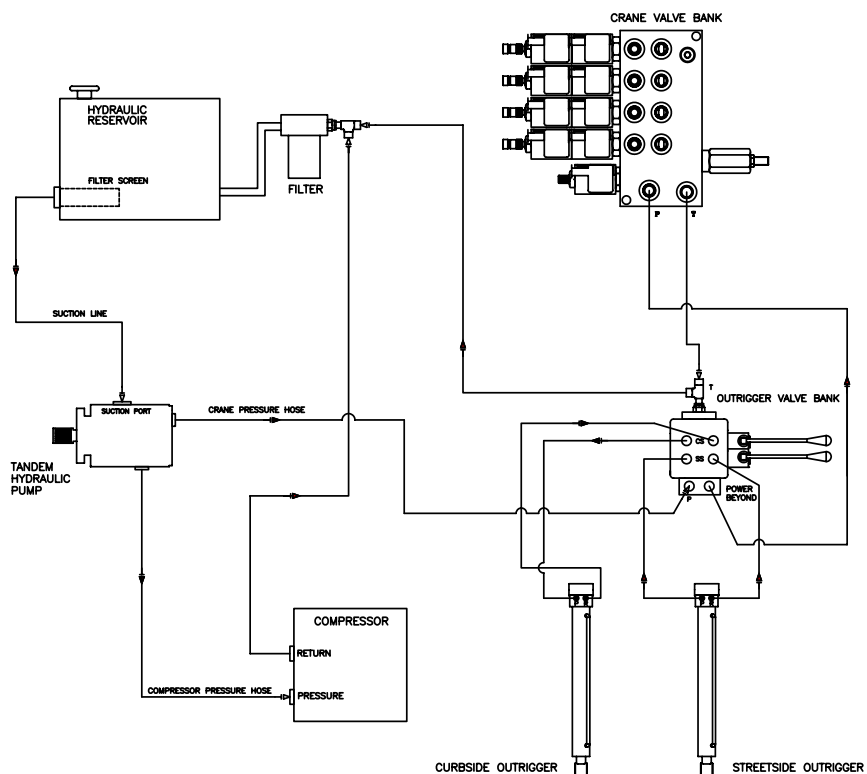 CRANE VALVE BANK
HYDRAULIC
RESERVOIR
FILTER SCREEN
FILTER
P
T
SUCTION LINE
SUCTION PORT
CRANE PRESSURE HOSE
T
OUTRIGGER VALVE BANK
CS
SS
TANDEM
HYDRAULIC
PUMP
P
POWER
BEYOND
COMPRESSOR
RETURN
COMPRESSOR PRESSURE HOSE
PRESSURE
CURBSIDE OUTRIGGER
STREETSIDE OUTRIGGER